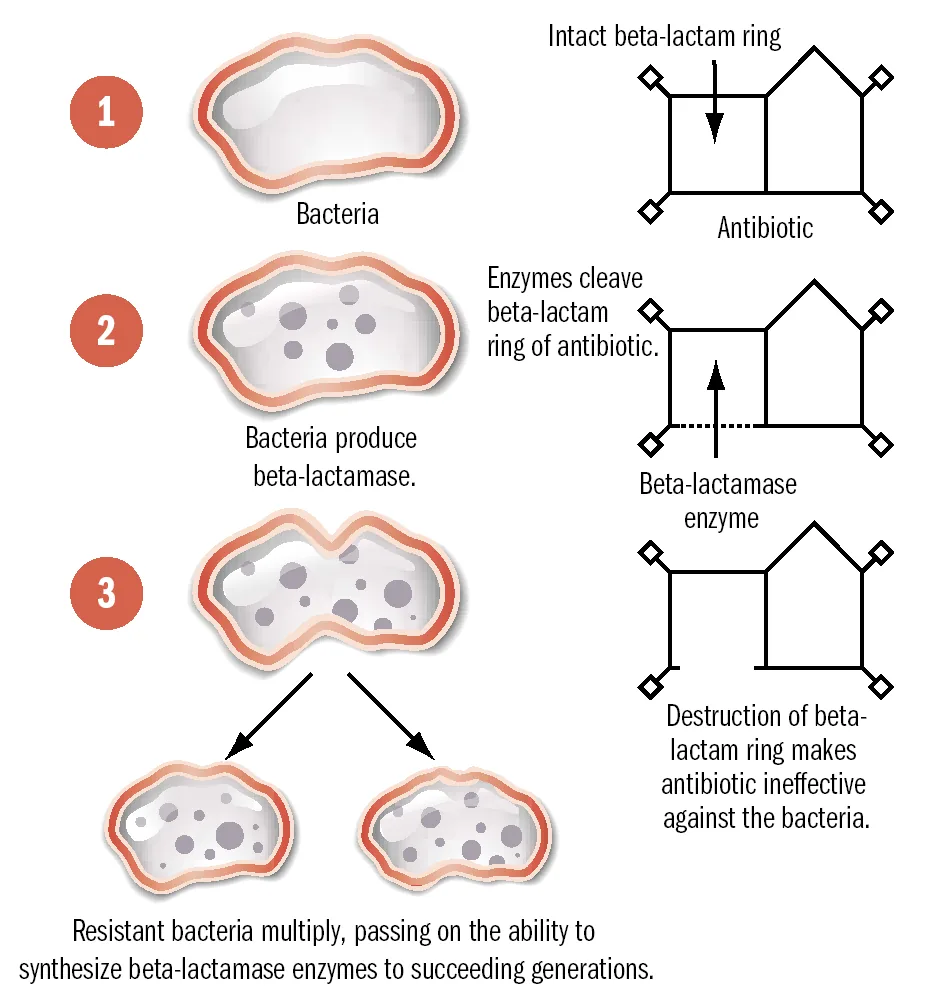 1
Bacteria
Intact beta-lactam ring
Antibiotic
2
Bacteria produce
beta-lactamase.
Enzymes cleave
beta-lactam
ring of antibiotic.
Beta-lactamase
enzyme
3
Destruction of beta-
lactam ring makes
antibiotic ineffective
against the bacteria.
Resistant bacteria multiply, passing on the ability to
synthesize beta-lactamase enzymes to succeeding generations.